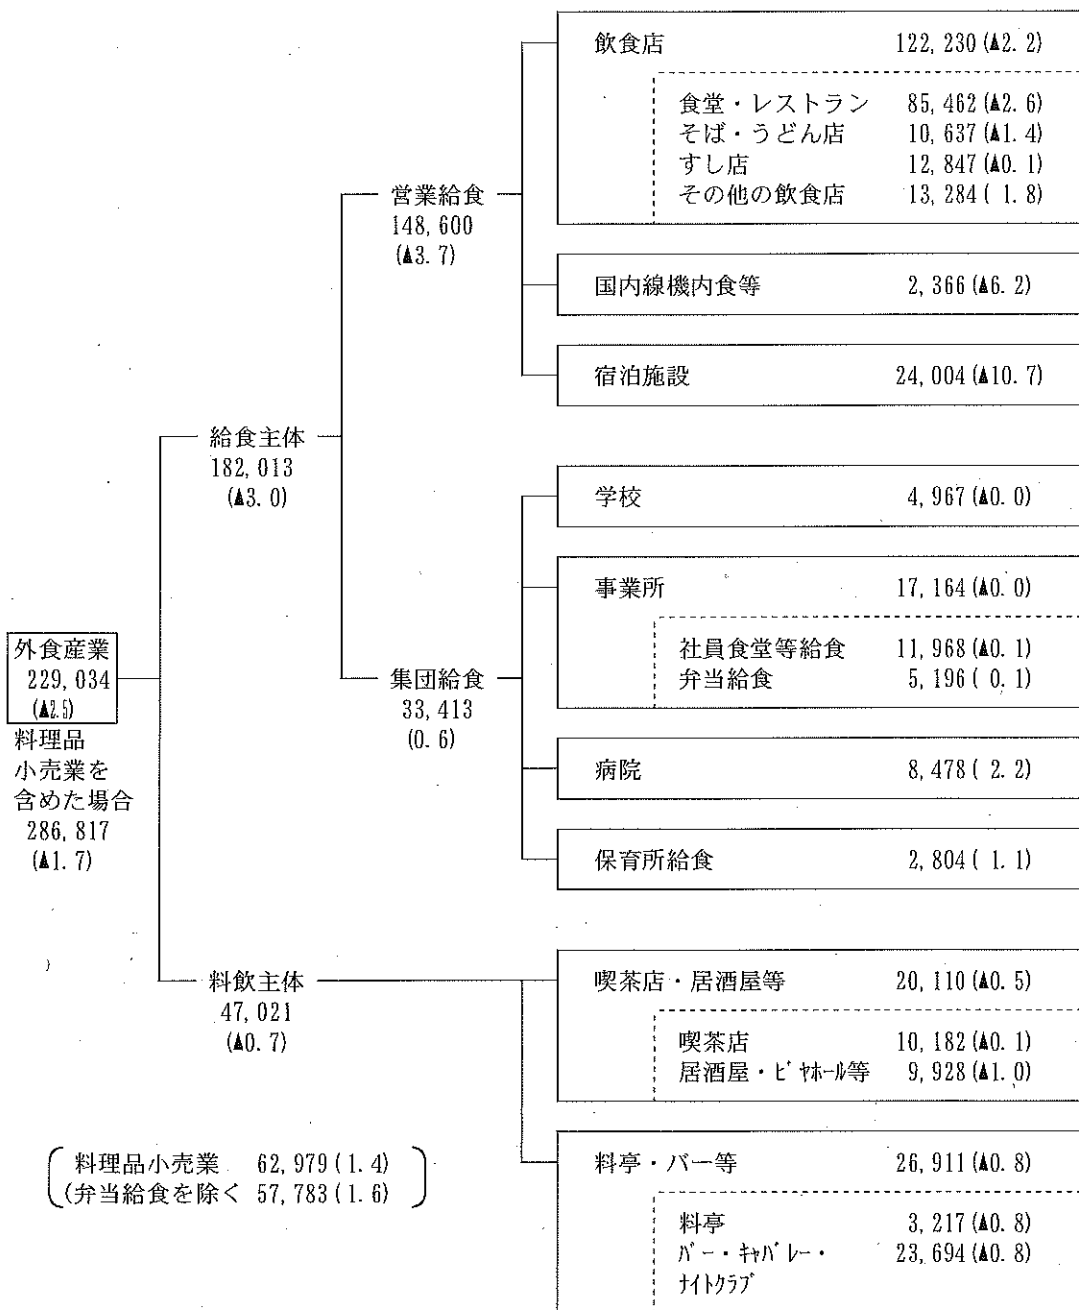 外食産業
229,034
(▲2.5)
料理品
小売業を
含めた場合
286,817
(▲1.7)
給食主体
182,013
(▲3.0)
営業給食
148,600
(▲3.7)
飲食店 122,230 (▲2.2)
食堂・レストラン 85,462 (▲2.6)
そば・うどん店 10,637 (▲1.4)
すし店 12,847 (▲0.1)
その他の飲食店 13,284 ( 1.8)
国内線機内食等 2,366 (▲6.2)
宿泊施設 24,004 (▲10.7)
集団給食
33,413
(0.6)
学校 4,967 (▲0.0)
事業所 17,164 (▲0.0)
社員食堂等給食 11,968 (▲0.1)
弁当給食 5,196 ( 0.1)
病院 8,478 ( 2.2)
保育所給食 2,804 ( 1.1)
料飲主体
47,021
(▲0.7)
喫茶店・居酒屋等 20,110 (▲0.5)
喫茶店 10,182 (▲0.1)
居酒屋・ビヤホール等 9,928 (▲1.0)
料亭・バー等 26,911 (▲0.8)
料亭 3,217 (▲0.8)
バー・キャバレー・ 23,694 (▲0.8)
ナイトクラブ
料理品小売業 62,979 (1.4)
(弁当給食を除く 57,783 (1.6)